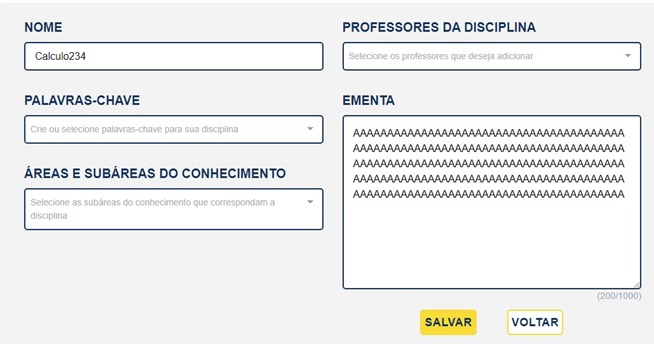 NOME
Calculo234
PROFESSORES DA DISCIPLINA
Selecione os professores que deseja adicionar
PALAVRAS-CHAVE
Crie ou selecione palavras-chave para sua disciplina
ÁREAS E SUBÁREAS DO CONHECIMENTO
Selecione as subáreas do conhecimento que correspondam a
disciplina
EMENTA
AAAAAAAAAAAAAAAAAAAAAAAAAAAAAAAAAAAAAAAA
AAAAAAAAAAAAAAAAAAAAAAAAAAAAAAAAAAAAAAAA
AAAAAAAAAAAAAAAAAAAAAAAAAAAAAAAAAAAAAAAA
AAAAAAAAAAAAAAAAAAAAAAAAAAAAAAAAAAAAAAAA
AAAAAAAAAAAAAAAAAAAAAAAAAAAAAAAAAAAAAAAA
(200/1000)
SALVAR
VOLTAR